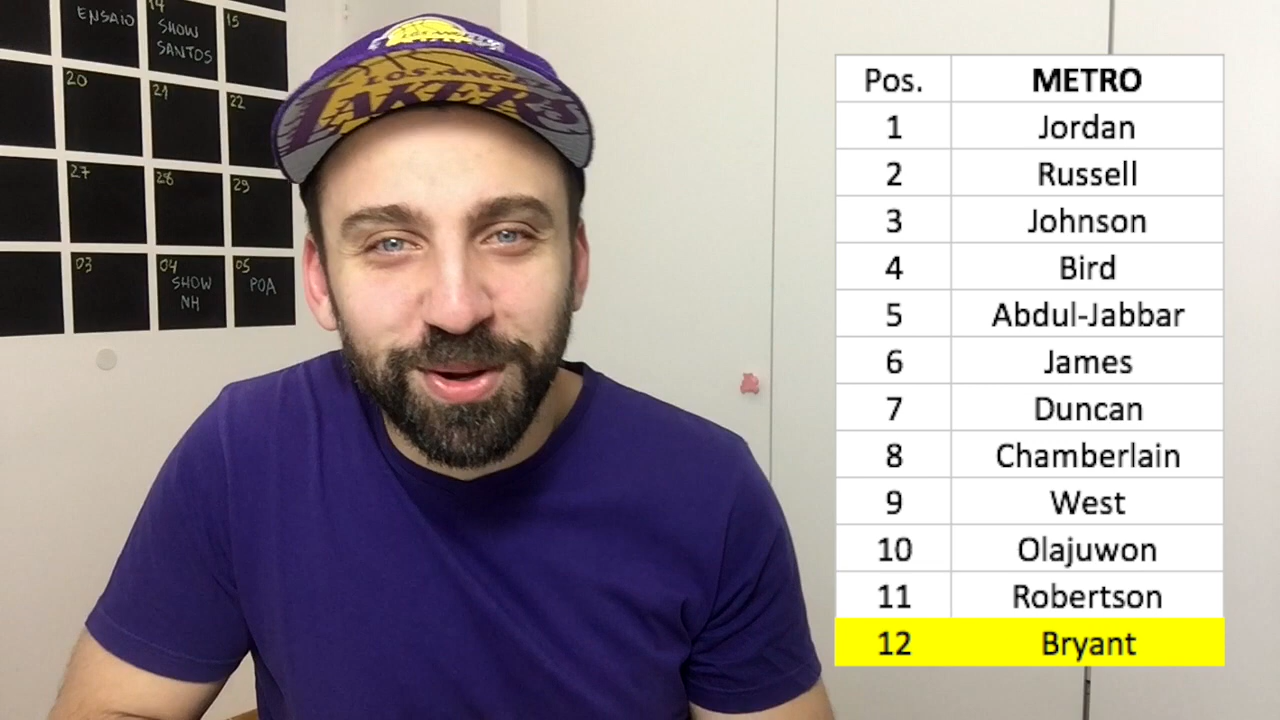 ENSAIO
14
SHOW
SANTOS
15
20
21
22
27
28
29
03
04
SHOW
NH
05
POA
LOS ANGELES
LOS ANGELES
LAKERS
Pos. METRO
1 Jordan
2 Russell
3 Johnson
4 Bird
5 Abdul-Jabbar
6 James
7 Duncan
8 Chamberlain
9 West
10 Olajuwon
11 Robertson
12 Bryant